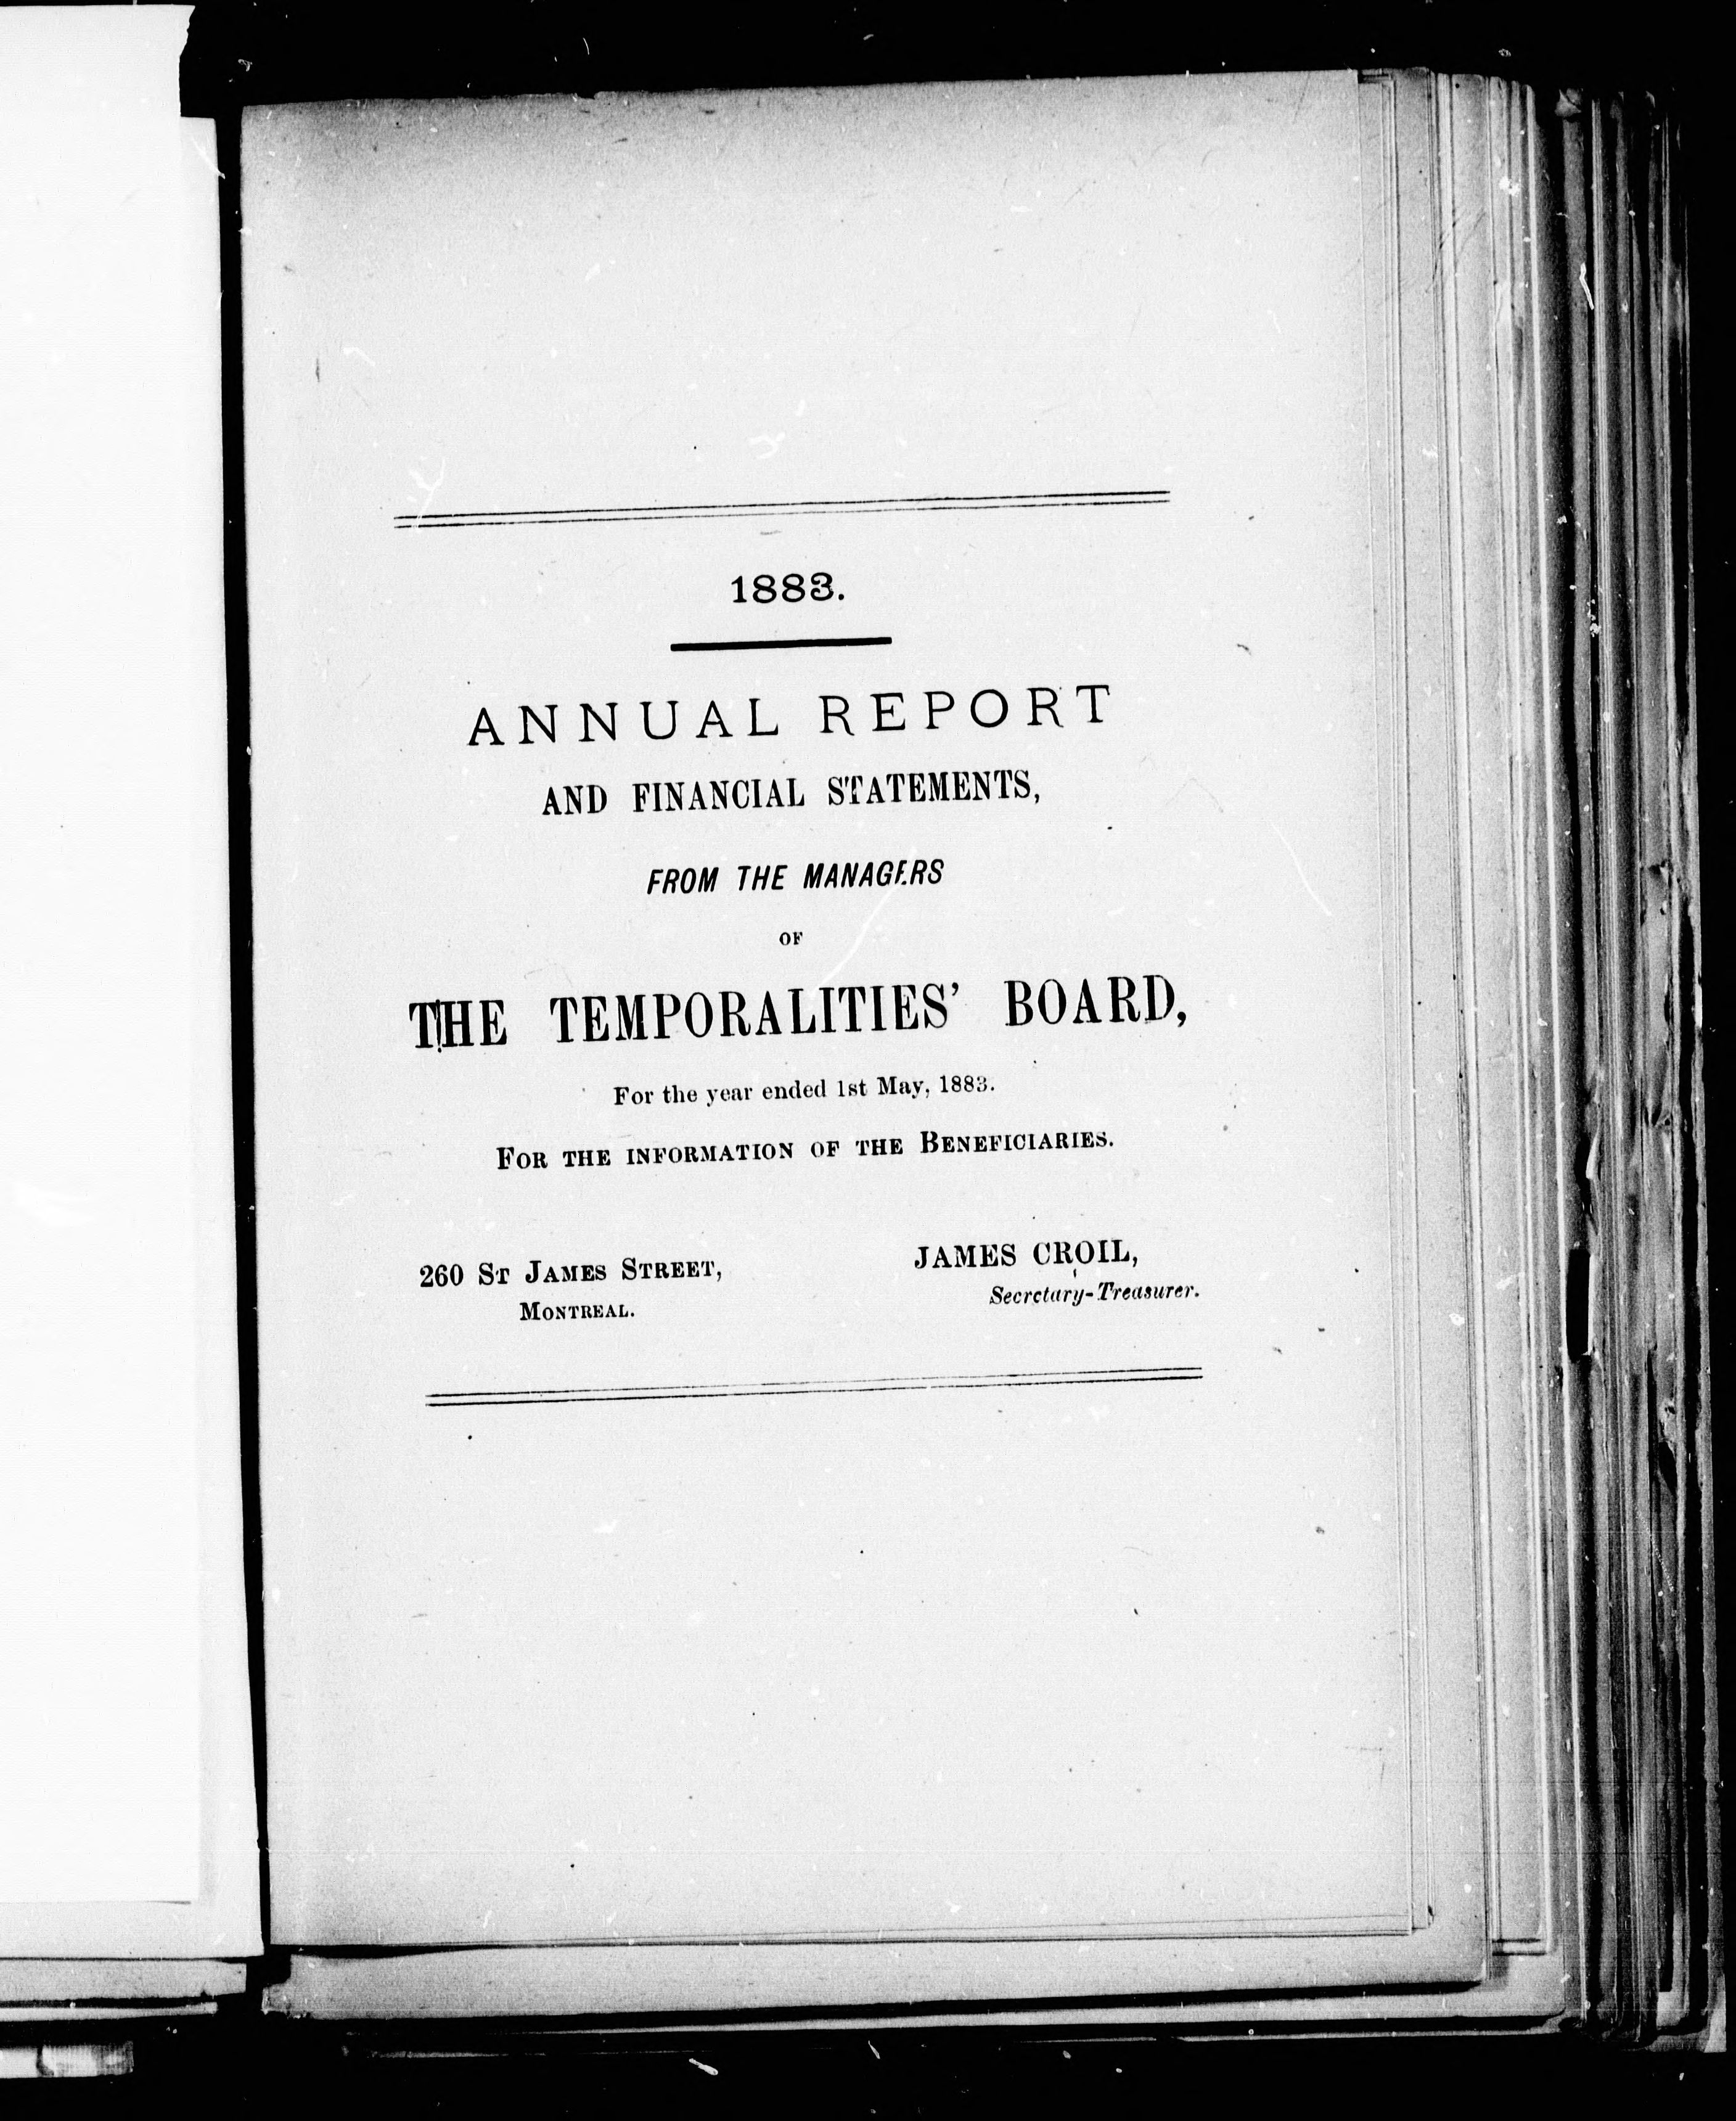 1883.
ANNUAL REPORT
AND FINANCIAL STATEMENTS,
FROM THE MANAGERS
OF
THE TEMPORALITIES' BOARD,
For the year ended 1st May, 1883.
FOR THE INFORMATION OF THE BENEFICIARIES.
260 ST JAMES STREET,
MONTREAL.
JAMES CROIL,
Secretary-Treasurer.